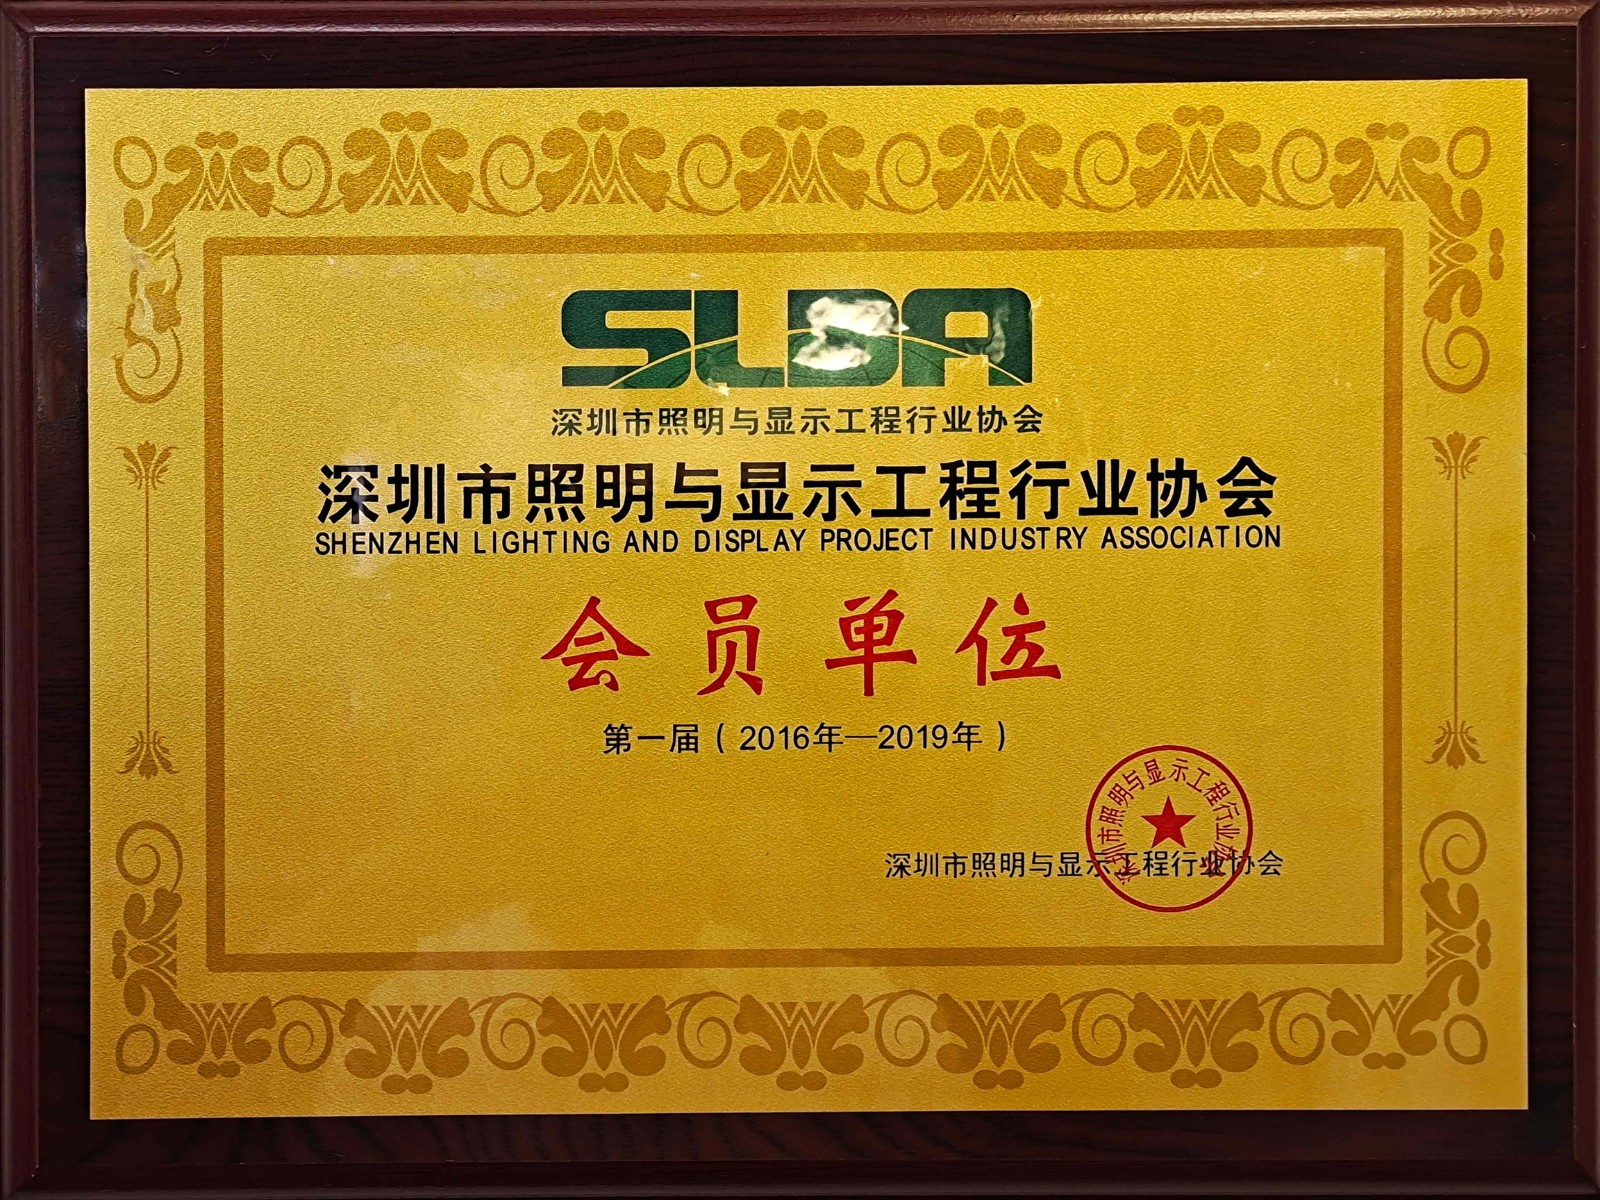 SLDA
深圳市照明与显示工程行业协会
深圳市照明与显示工程行业协会
SHENZHEN LIGHTING AND DISPLAY PROJECT INDUSTRY ASSOCIATION
会员单位
第一届（2016年—2019年）
深圳市照明与显示工程行业协会
深圳市照明与显示工程行业协会